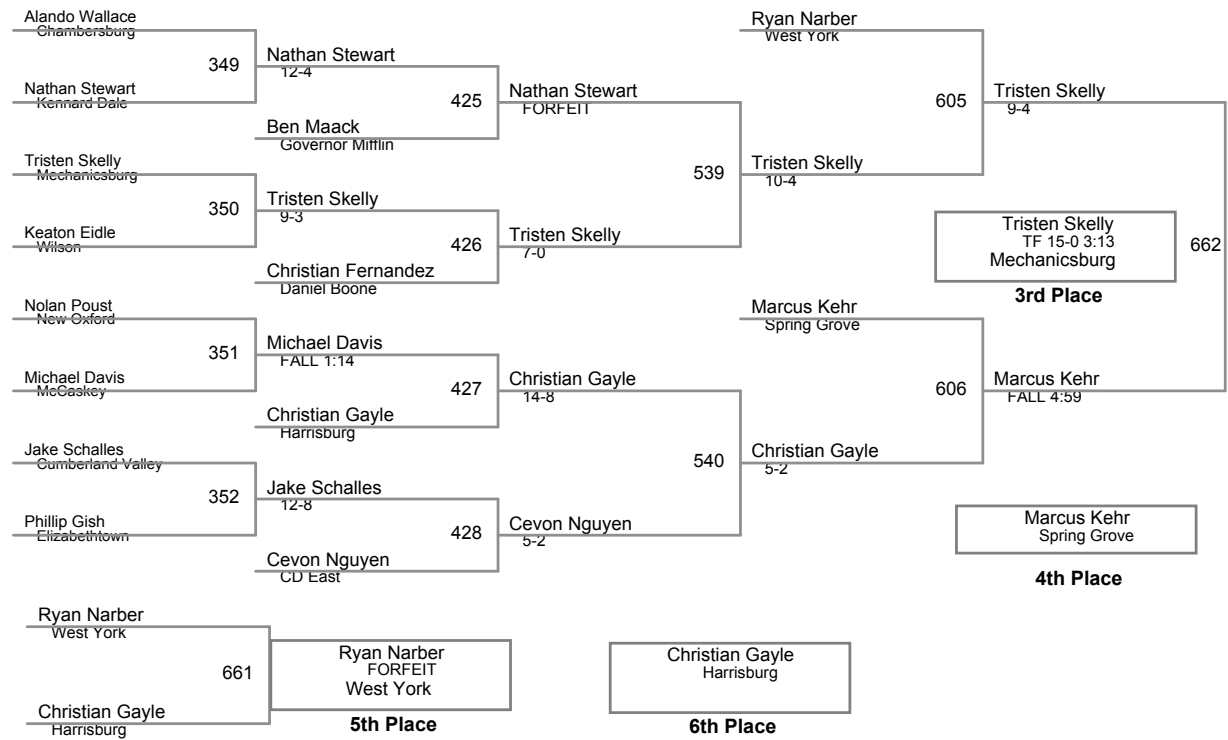 Alando Wallace
Chambersburg
349
Nathan Stewart
Kennard Dale
Tristen Skelly
Mechanicsburg
350
Keaton Eidle
Wilson
Nolan Poust
New Oxford
351
Michael Davis
McCaskey
Jake Schalles
Cumberland Valley
352
Phillip Gish
Elizabethtown
Nathan Stewart
12-4
425
Ben Maack
Governor Mifflin
Tristen Skelly
9-3
426
Christian Fernandez
Daniel Boone
Michael Davis
FALL 1:14
427
Christian Gayle
Harrisburg
Jake Schalles
12-8
428
Cevon Nguyen
CD East
Nathan Stewart
FORFEIT
539
Tristen Skelly
7-0
Christian Gayle
14-8
540
Cevon Nguyen
5-2
Ryan Narber
West York
605
Tristen Skelly
10-4
Marcus Kehr
Spring Grove
606
Christian Gayle
5-2
Tristen Skelly
9-4
662
Marcus Kehr
FALL 4:59
Tristen Skelly
TF 15-0 3:13
Mechanicsburg
3rd Place
Marcus Kehr
Spring Grove
4th Place
Ryan Narber
West York
661
Christian Gayle
Harrisburg
Ryan Narber
FORFEIT
West York
5th Place
Christian Gayle
Harrisburg
6th Place